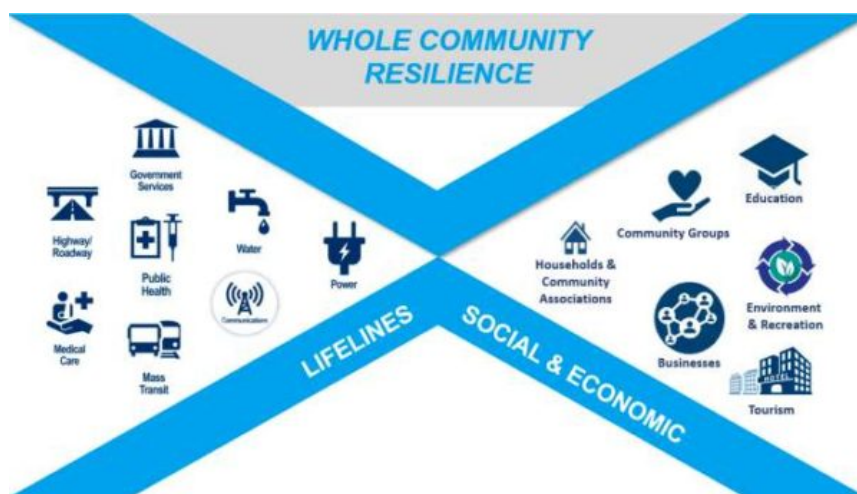 WHOLE COMMUNITY
RESILIENCE
Government
Services
Highway/
Roadway
Water
Public
Health
Power
Communications
Medical
Care
Mass
Transit
LIFELINES
Education
Community Groups
Households &
Community
Associations
Environment
& Recreation
Businesses
HOTEL
Tourism
SOCIAL & ECONOMIC